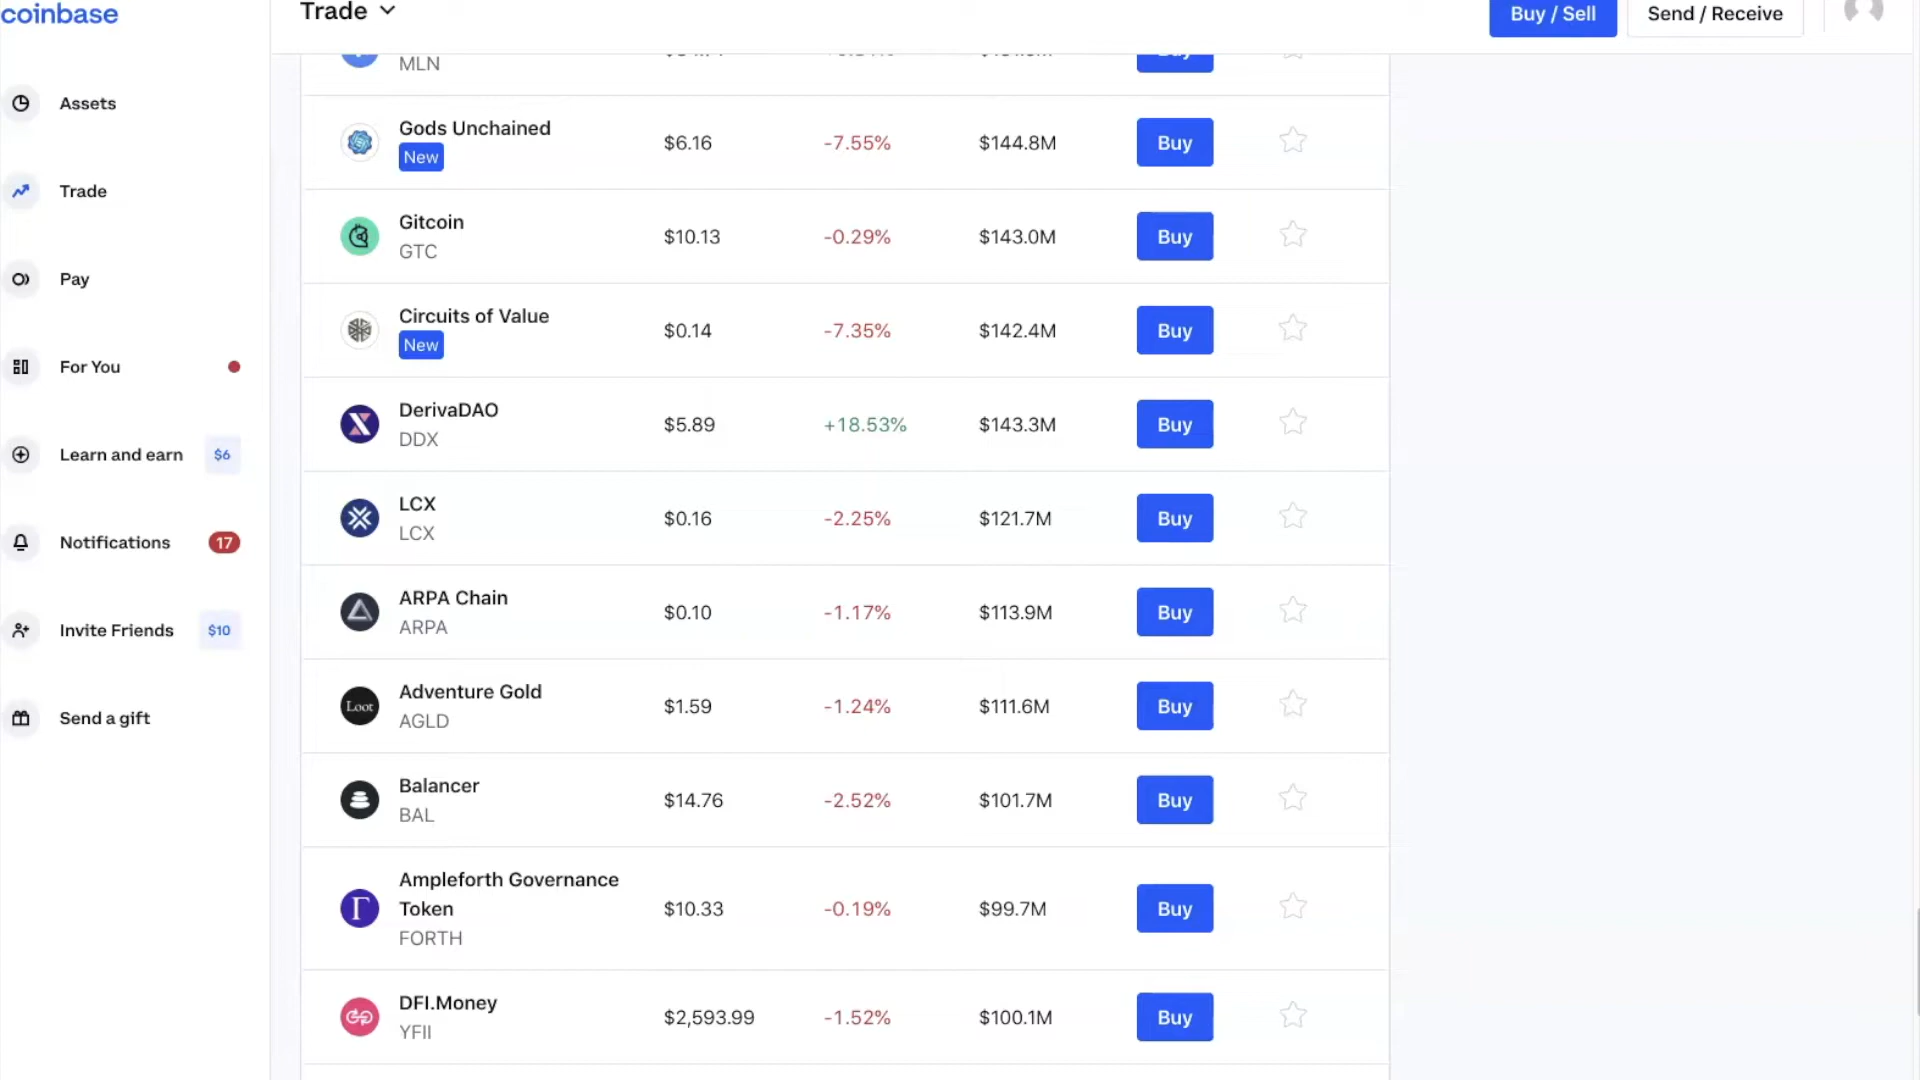 coinbase
Trade
Buy / Sell
Send / Receive
Assets
Trade
Pay
For You
Learn and earn $6
Notifications 17
Invite Friends $10
Send a gift
MLN
Buy
Gods Unchained
New
$6.16 -7.55% $144.8M Buy
Gitcoin
GTC
$10.13 -0.29% $143.0M Buy
Circuits of Value
New
$0.14 -7.35% $142.4M Buy
DerivaDAO
DDX
$5.89 +18.53% $143.3M Buy
LCX
LCX
$0.16 -2.25% $121.7M Buy
ARPA Chain
ARPA
$0.10 -1.17% $113.9M Buy
Loot
Adventure Gold
AGLD
$1.59 -1.24% $111.6M Buy
Balancer
BAL
$14.76 -2.52% $101.7M Buy
Ampleforth Governance
Token
FORTH
$10.33 -0.19% $99.7M Buy
DFI.Money
YFII
$2,593.99 -1.52% $100.1M Buy